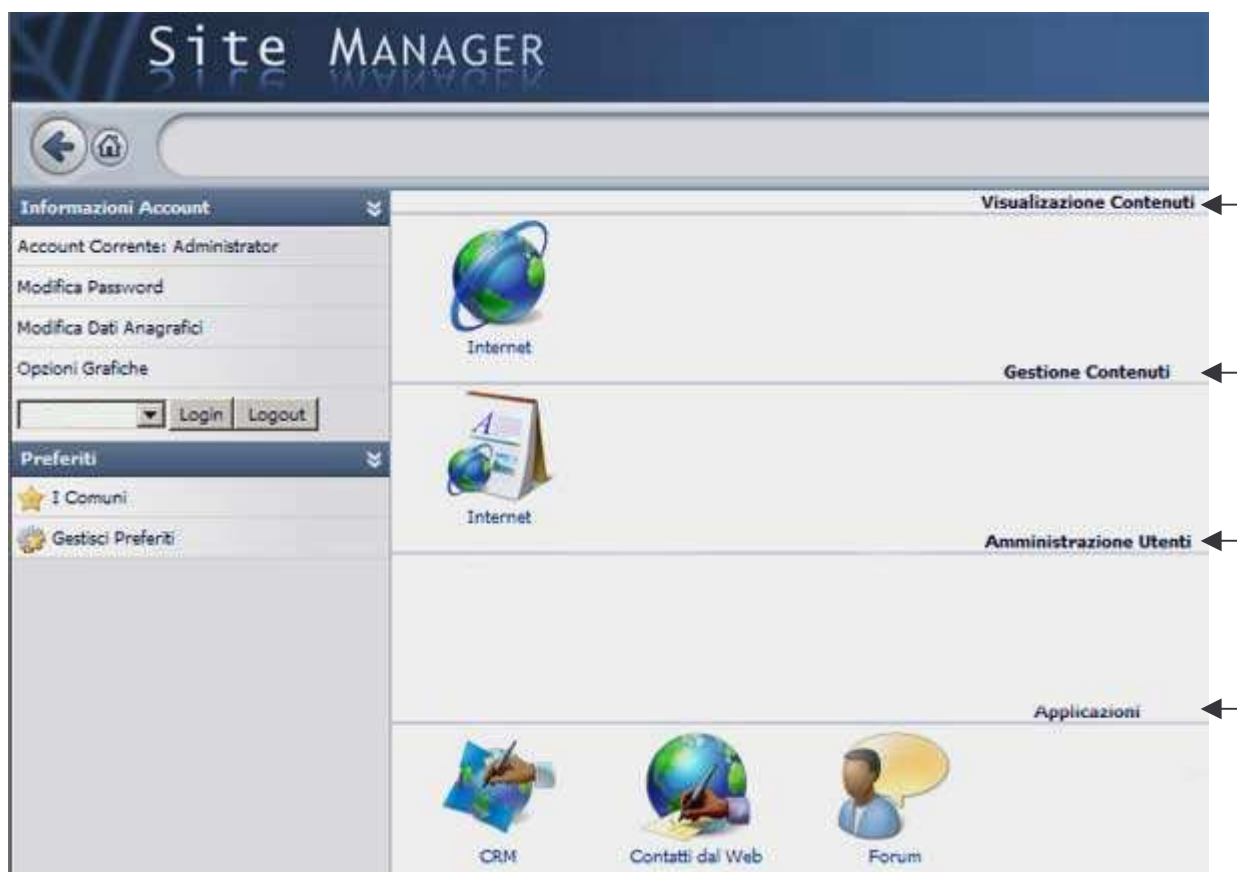 Site MANAGER
Informazioni Account
Account Corrente: Administrator
Modifica Password
Modifica Dati Anagrafici
Opzioni Grafiche
Login Logout
Preferiti
I Comuni
Gestisci Preferiti
Visualizzazione Contenuti
Internet
Gestione Contenuti
Internet
Amministrazione Utenti
Applicazioni
CRM Contatti dal Web Forum